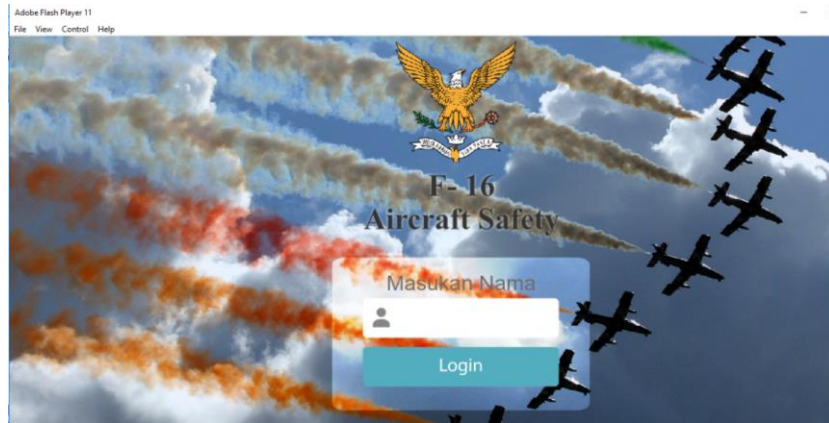 Adobe Flash Player 11
File View Control Help
F- 16
Aircraft Safety
Masukan Nama
Login